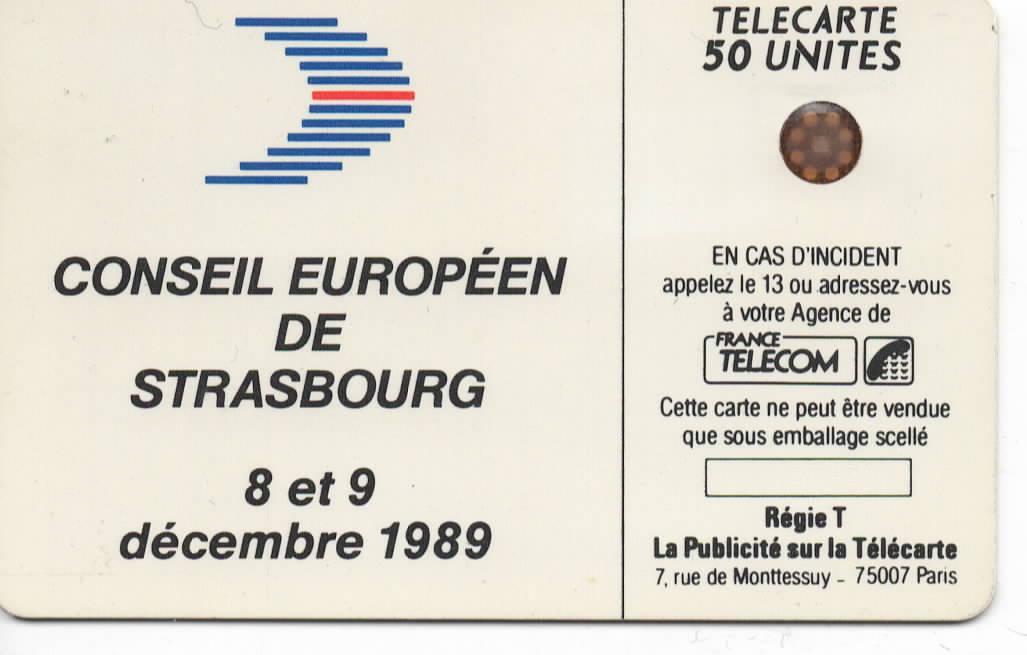 CONSEIL EUROPÉEN
DE
STRASBOURG
8 et 9
décembre 1989
TELECARTE
50 UNITES
EN CAS D'INCIDENT
appelez le 13 ou adressez-vous
à votre Agence de
FRANCE
TELECOM
Cette carte ne peut être vendue
que sous emballage scellé
Régie T
La Publicité sur la Télécarte
7, rue de Monttessuy - 75007 Paris